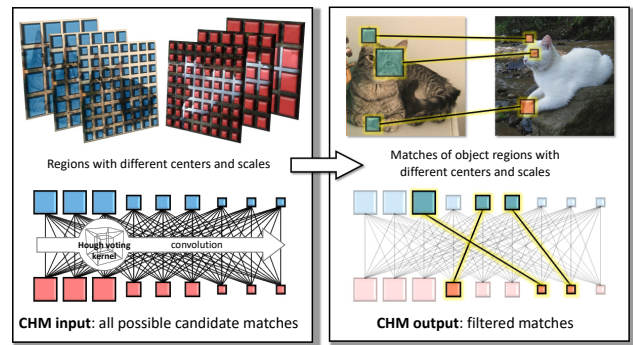 Regions with different centers and scales
Hough voting
kernel
convolution
CHM input: all possible candidate matches
Matches of object regions with
different centers and scales
CHM output: filtered matches